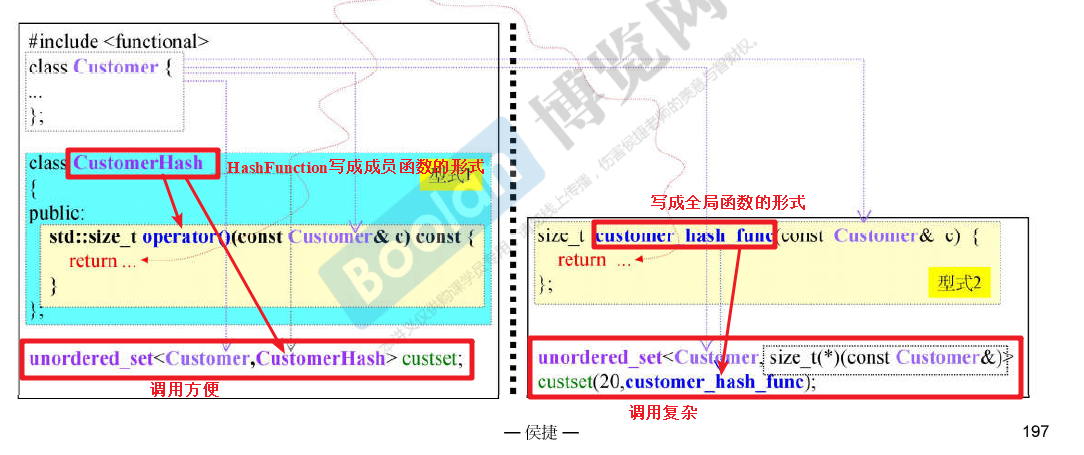 #include <functional>
class Customer {
...
};
class CustomerHash
HashFunction写成成员函数的形式
型式1
{
public:
std::size_t operator()(const Customer& c) const {
return ...
}
};
unordered_set<Customer,CustomerHash> custset;
调用方便
写成全局函数的形式
size_t customer_hash_func(const Customer& c) {
return ...
};
型式2
unordered_set<Customer, size_t(*)(const Customer&)>
custset(20,customer_hash_func);
调用复杂
Boolan
博览网
— 侯捷 —
197